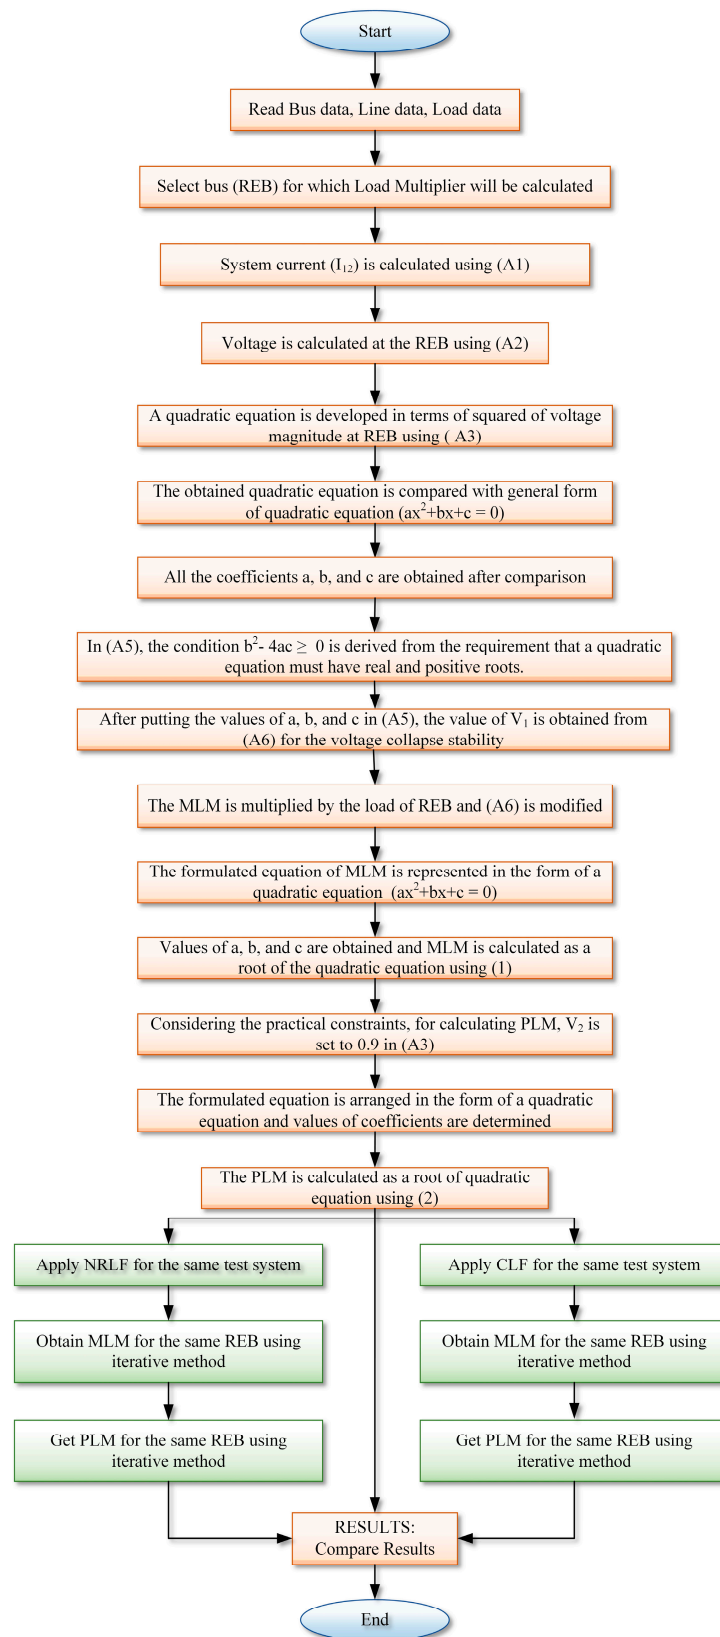 Start
Read Bus data, Line data, Load data
Select bus (REB) for which Load Multiplier will be calculated
System current (I₁₂) is calculated using (A1)
Voltage is calculated at the REB using (A2)
A quadratic equation is developed in terms of squared of voltage
magnitude at REB using ( A3)
The obtained quadratic equation is compared with general form
of quadratic equation (ax²+bx+c = 0)
All the coefficients a, b, and c are obtained after comparison
In (A5), the condition b²- 4ac ≥ 0 is derived from the requirement that a quadratic
equation must have real and positive roots.
After putting the values of a, b, and c in (A5), the value of V₁ is obtained from
(A6) for the voltage collapse stability
The MLM is multiplied by the load of REB and (A6) is modified
The formulated equation of MLM is represented in the form of a
quadratic equation (ax²+bx+c = 0)
Values of a, b, and c are obtained and MLM is calculated as a
root of the quadratic equation using (1)
Considering the practical constraints, for calculating PLM, V₂ is
set to 0.9 in (A3)
The formulated equation is arranged in the form of a quadratic
equation and values of coefficients are determined
The PLM is calculated as a root of quadratic
equation using (2)
Apply NRLF for the same test system
Obtain MLM for the same REB using
iterative method
Get PLM for the same REB using
iterative method
Apply CLF for the same test system
Obtain MLM for the same REB using
iterative method
Get PLM for the same REB using
iterative method
RESULTS:
Compare Results
End